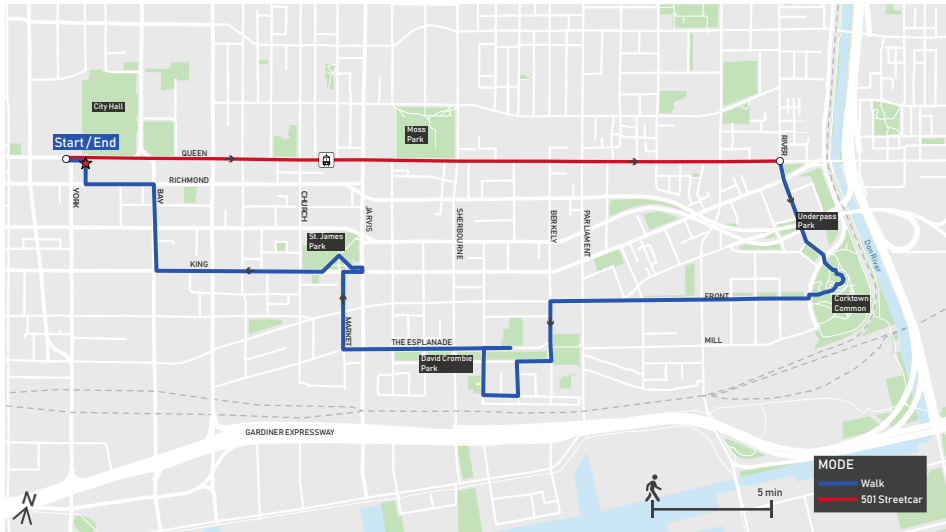 City Hall
Moss
Park
Start / End
RIVER
QUEEN
RICHMOND
YORK
BAY
CHURCH
JARVIS
SHERBOURNE
BERKELY
PARLIAMENT
Underpass
Park
St. James
Park
Don River
KING
FRONT
Corktown
Common
MARKET
THE ESPLANADE
MILL
David Crombie
Park
GARDINER EXPRESSWAY
MODE
Walk
501 Streetcar
5 min
N